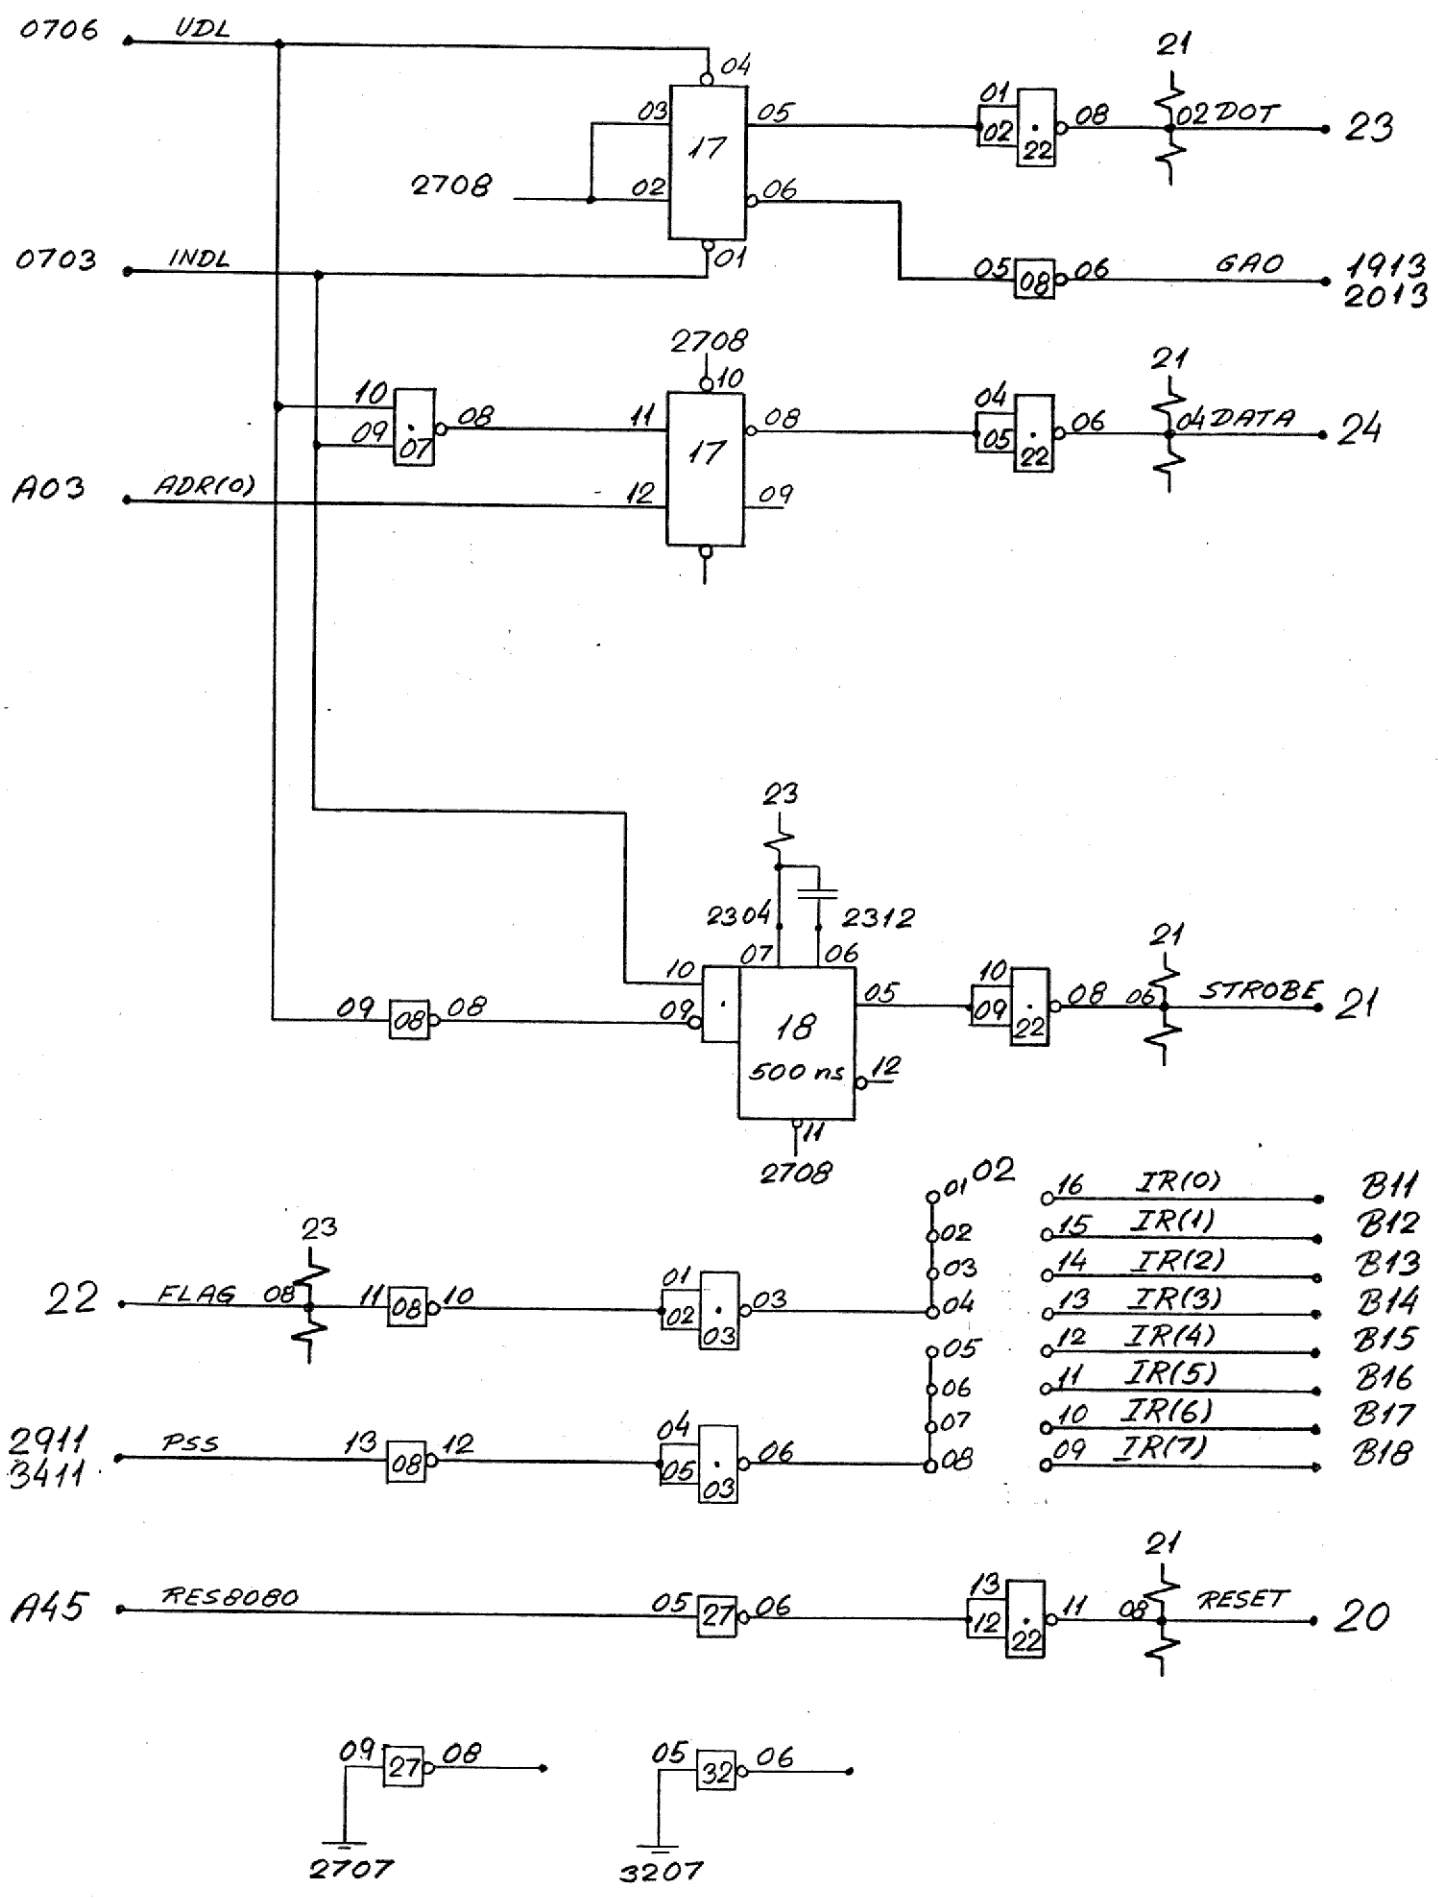 0706 UDL
04
21
03 05 01 08 02 DOT 23
17
02 22
2708 02 06
0703 INDL 01 05 08 06 GAO 1913
2013
2708
10 21
10 08 11 08 04 06 04 DATA 24
09 07 17 05 22
A03 ADR(0) 12 09
23
2304 2312
07 06 21
10 05 10 08 06 STROBE 21
09 08 08 09 18 09 22
500 ns 12
11
2708
01 02 16 IR(0) B11
02 15 IR(1) B12
23 03 14 IR(2) B13
22 FLAG 08 11 08 10 01 03 04 13 IR(3) B14
02 03
05 12 IR(4) B15
06 11 IR(5) B16
2911 PSS 13 08 12 04 06 07 10 IR(6) B17
3411 05 03 08 09 IR(7) B18
21
A45 RES8080 05 27 06 13 11 08 RESET 20
12 22
09 27 08 05 32 06
2707 3207